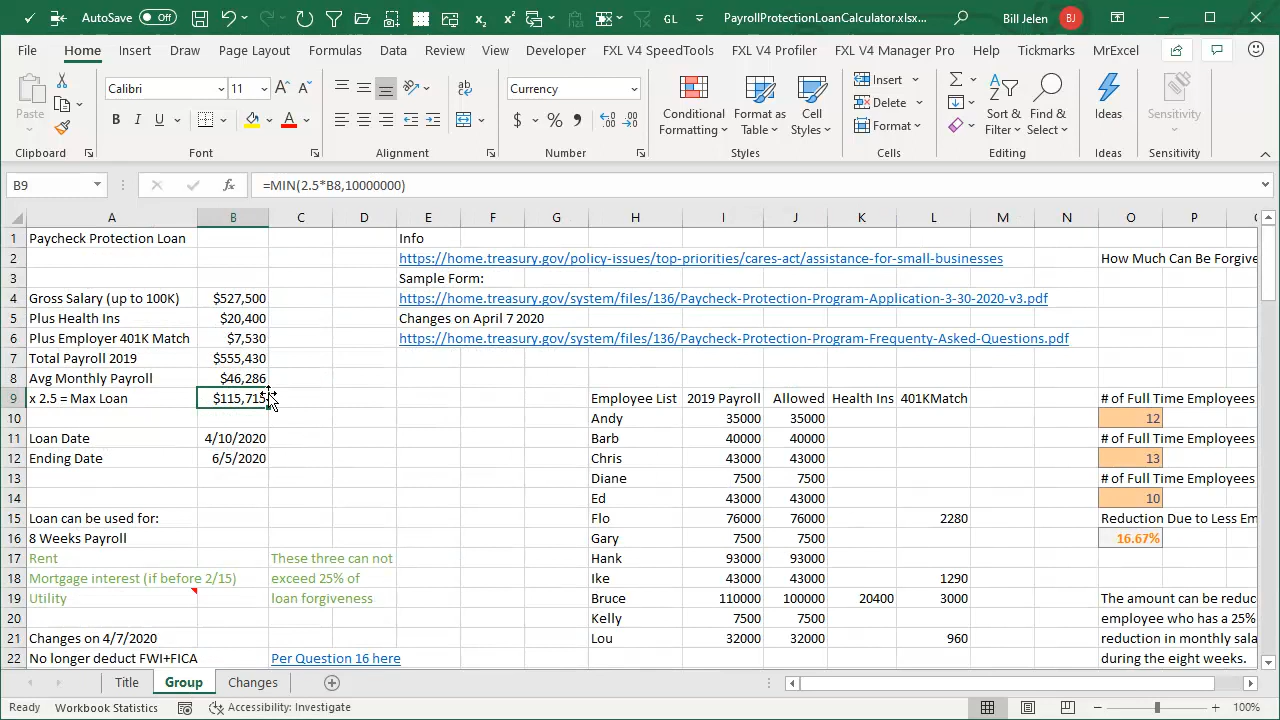 AutoSave Off
PayrollProtectionLoanCalculator.xlsx...
Bill Jelen BJ
File Home Insert Draw Page Layout Formulas Data Review View Developer FXL V4 SpeedTools FXL V4 Profiler FXL V4 Manager Pro Help Tickmarks MrExcel
Paste
Clipboard
Calibri 11
B I U
Font
Alignment
Currency
$ % ,
Number
Conditional Formatting
Format as Table
Cell Styles
Styles
Insert
Delete
Format
Cells
Sort & Filter
Find & Select
Editing
Ideas
Ideas
Sensitivity
Sensitivity
B9 fx =MIN(2.5*B8,10000000)
A B C D E F G H I J K L M N O P
1 Paycheck Protection Loan Info
2 https://home.treasury.gov/policy-issues/top-priorities/cares-act/assistance-for-small-businesses How Much Can Be Forgive
3 Sample Form:
4 Gross Salary (up to 100K) $527,500 https://home.treasury.gov/system/files/136/Paycheck-Protection-Program-Application-3-30-2020-v3.pdf
5 Plus Health Ins $20,400 Changes on April 7 2020
6 Plus Employer 401K Match $7,530 https://home.treasury.gov/system/files/136/Paycheck-Protection-Program-Frequenty-Asked-Questions.pdf
7 Total Payroll 2019 $555,430
8 Avg Monthly Payroll $46,286
9 x 2.5 = Max Loan $115,715 Employee List 2019 Payroll Allowed Health Ins 401KMatch # of Full Time Employees
10 Andy 35000 35000 12
11 Loan Date 4/10/2020 Barb 40000 40000 # of Full Time Employees
12 Ending Date 6/5/2020 Chris 43000 43000 13
13 Diane 7500 7500 # of Full Time Employees
14 Ed 43000 43000 10
15 Loan can be used for: Flo 76000 76000 2280 Reduction Due to Less Em
16 8 Weeks Payroll Gary 7500 7500 16.67%
17 Rent These three can not Hank 93000 93000
18 Mortgage interest (if before 2/15) exceed 25% of Ike 43000 43000 1290
19 Utility loan forgiveness Bruce 110000 100000 20400 3000 The amount can be reduc
20 Kelly 7500 7500 employee who has a 25%
21 Changes on 4/7/2020 Lou 32000 32000 960 reduction in monthly sala
22 No longer deduct FWI+FICA Per Question 16 here during the eight weeks.
Title Group Changes
Ready Workbook Statistics Accessibility: Investigate 100%